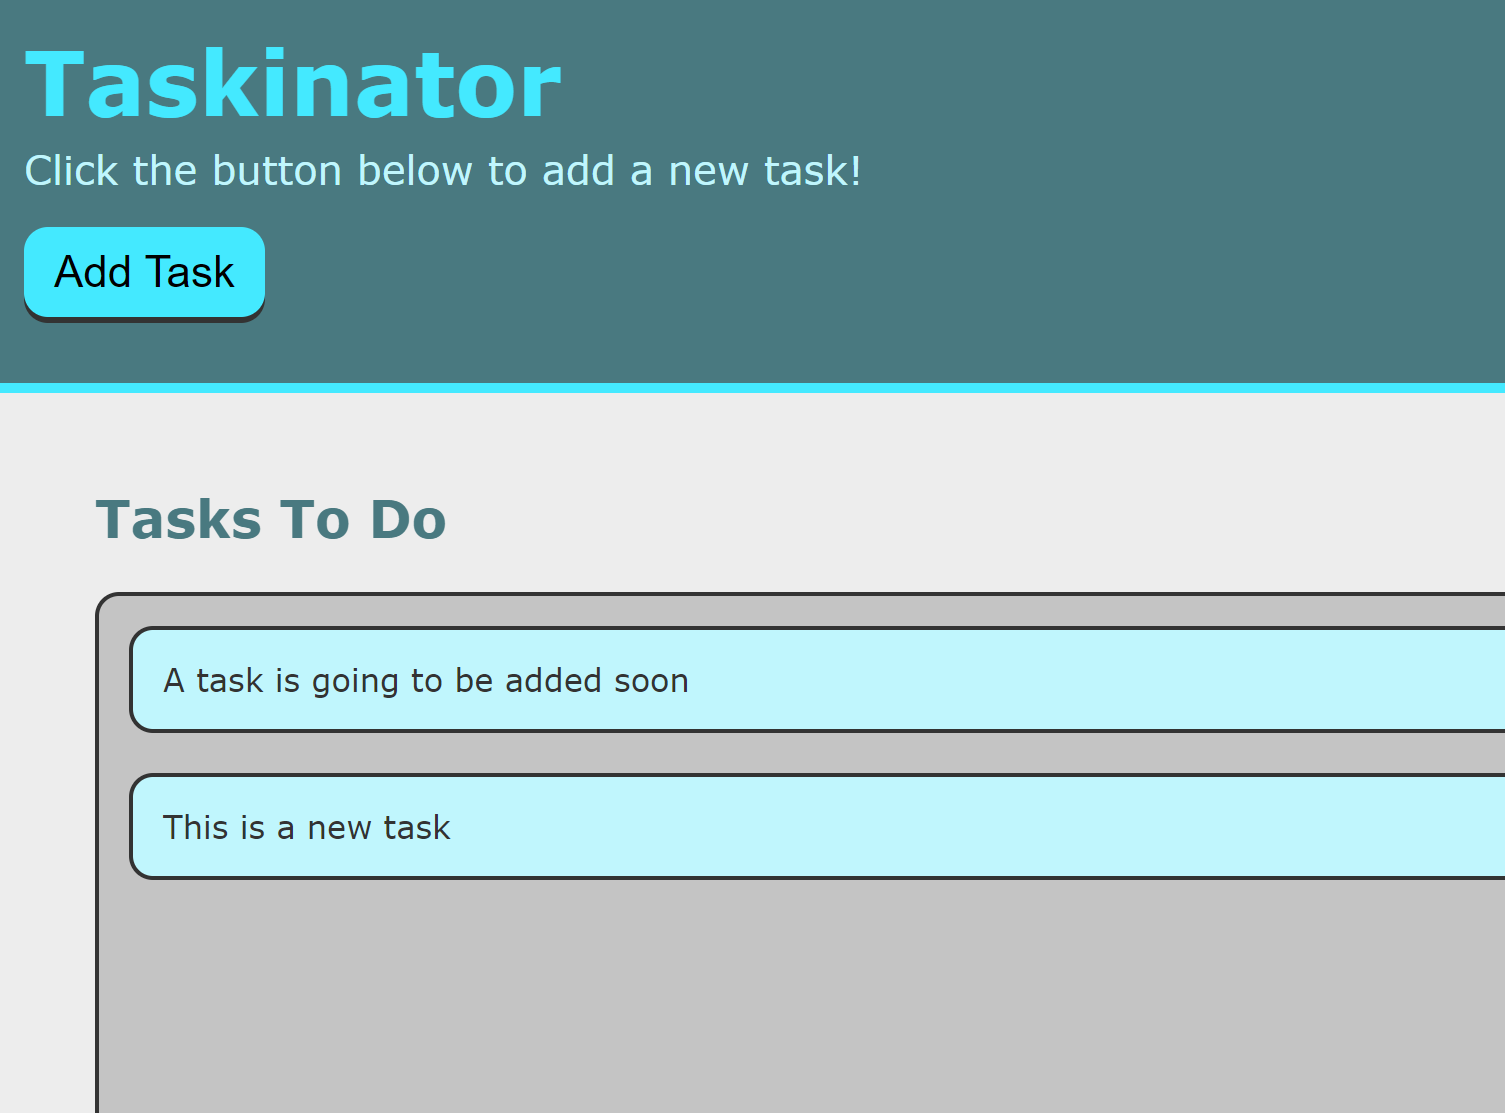 Taskinator
Click the button below to add a new task!
Add Task
Tasks To Do
A task is going to be added soon
This is a new task